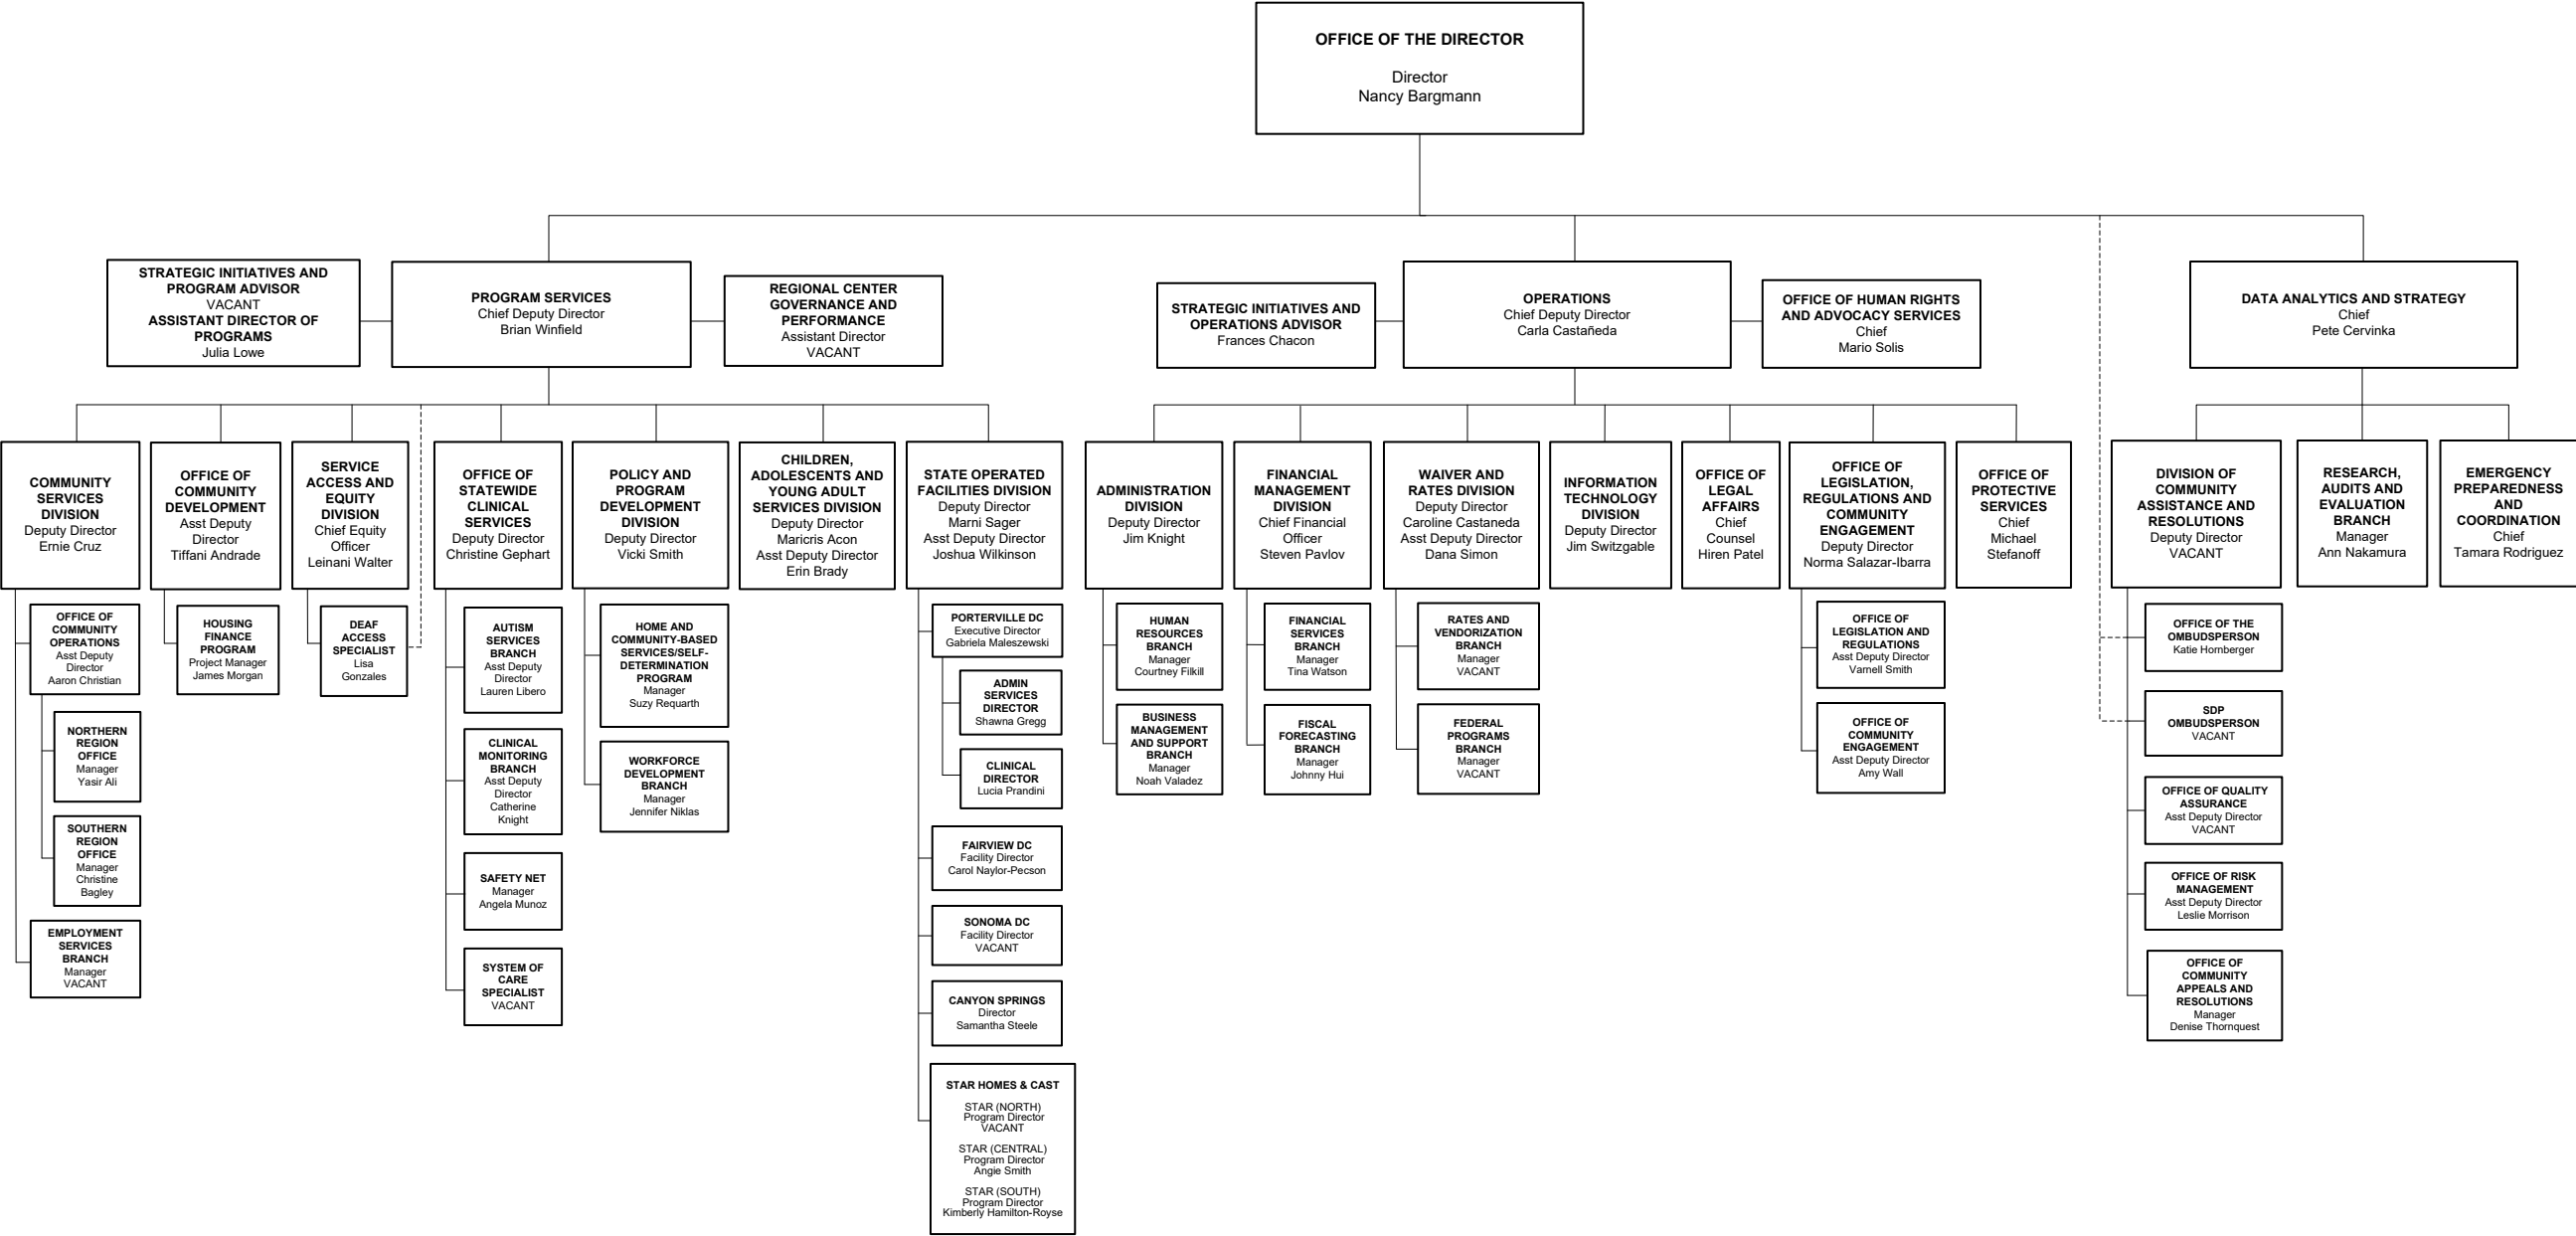 OFFICE OF THE DIRECTOR
Director
Nancy Bargmann
STRATEGIC INITIATIVES AND
PROGRAM ADVISOR
VACANT
ASSISTANT DIRECTOR OF
PROGRAMS
Julia Lowe
PROGRAM SERVICES
Chief Deputy Director
Brian Winfield
REGIONAL CENTER
GOVERNANCE AND
PERFORMANCE
Assistant Director
VACANT
STRATEGIC INITIATIVES AND
OPERATIONS ADVISOR
Frances Chacon
OPERATIONS
Chief Deputy Director
Carla Castañeda
OFFICE OF HUMAN RIGHTS
AND ADVOCACY SERVICES
Chief
Mario Solis
DATA ANALYTICS AND STRATEGY
Chief
Pete Cervinka
COMMUNITY
SERVICES
DIVISION
Deputy Director
Ernie Cruz
OFFICE OF
COMMUNITY
DEVELOPMENT
Asst Deputy
Director
Tiffani Andrade
SERVICE
ACCESS AND
EQUITY
DIVISION
Chief Equity
Officer
Leinani Walter
OFFICE OF
STATEWIDE
CLINICAL
SERVICES
Deputy Director
Christine Gephart
POLICY AND
PROGRAM
DEVELOPMENT
DIVISION
Deputy Director
Vicki Smith
CHILDREN,
ADOLESCENTS AND
YOUNG ADULT
SERVICES DIVISION
Deputy Director
Maricris Acon
Asst Deputy Director
Erin Brady
STATE OPERATED
FACILITIES DIVISION
Deputy Director
Marni Sager
Asst Deputy Director
Joshua Wilkinson
ADMINISTRATION
DIVISION
Deputy Director
Jim Knight
FINANCIAL
MANAGEMENT
DIVISION
Chief Financial
Officer
Steven Pavlov
WAIVER AND
RATES DIVISION
Deputy Director
Caroline Castaneda
Asst Deputy Director
Dana Simon
INFORMATION
TECHNOLOGY
DIVISION
Deputy Director
Jim Switzgable
OFFICE OF
LEGAL
AFFAIRS
Chief
Counsel
Hiren Patel
OFFICE OF
LEGISLATION,
REGULATIONS AND
COMMUNITY
ENGAGEMENT
Deputy Director
Norma Salazar-Ibarra
OFFICE OF
PROTECTIVE
SERVICES
Chief
Michael
Stefanoff
DIVISION OF
COMMUNITY
ASSISTANCE AND
RESOLUTIONS
Deputy Director
VACANT
RESEARCH,
AUDITS AND
EVALUATION
BRANCH
Manager
Ann Nakamura
EMERGENCY
PREPAREDNESS
AND
COORDINATION
Chief
Tamara Rodriguez
OFFICE OF
COMMUNITY
OPERATIONS
Asst Deputy
Director
Aaron Christian
NORTHERN
REGION
OFFICE
Manager
Yasir Ali
SOUTHERN
REGION
OFFICE
Manager
Christine
Bagley
EMPLOYMENT
SERVICES
BRANCH
Manager
VACANT
HOUSING
FINANCE
PROGRAM
Project Manager
James Morgan
DEAF
ACCESS
SPECIALIST
Lisa
Gonzales
AUTISM
SERVICES
BRANCH
Asst Deputy
Director
Lauren Libero
CLINICAL
MONITORING
BRANCH
Asst Deputy
Director
Catherine
Knight
SAFETY NET
Manager
Angela Munoz
SYSTEM OF
CARE
SPECIALIST
VACANT
HOME AND
COMMUNITY-BASED
SERVICES/SELF-
DETERMINATION
PROGRAM
Manager
Suzy Requarth
WORKFORCE
DEVELOPMENT
BRANCH
Manager
Jennifer Niklas
PORTERVILLE DC
Executive Director
Gabriela Maleszewski
ADMIN
SERVICES
DIRECTOR
Shawna Gregg
CLINICAL
DIRECTOR
Lucia Prandini
FAIRVIEW DC
Facility Director
Carol Naylor-Pecson
SONOMA DC
Facility Director
VACANT
CANYON SPRINGS
Director
Samantha Steele
STAR HOMES & CAST
STAR (NORTH)
Program Director
VACANT
STAR (CENTRAL)
Program Director
Angie Smith
STAR (SOUTH)
Program Director
Kimberly Hamilton-Royse
HUMAN
RESOURCES
BRANCH
Manager
Courtney Filkill
BUSINESS
MANAGEMENT
AND SUPPORT
BRANCH
Manager
Noah Valadez
FINANCIAL
SERVICES
BRANCH
Manager
Tina Watson
FISCAL
FORECASTING
BRANCH
Manager
Johnny Hui
RATES AND
VENDORIZATION
BRANCH
Manager
VACANT
FEDERAL
PROGRAMS
BRANCH
Manager
VACANT
OFFICE OF
LEGISLATION AND
REGULATIONS
Asst Deputy Director
Varnell Smith
OFFICE OF
COMMUNITY
ENGAGEMENT
Asst Deputy Director
Amy Wall
OFFICE OF THE
OMBUDSPERSON
Katie Hornberger
SDP
OMBUDSPERSON
VACANT
OFFICE OF QUALITY
ASSURANCE
Asst Deputy Director
VACANT
OFFICE OF RISK
MANAGEMENT
Asst Deputy Director
Leslie Morrison
OFFICE OF
COMMUNITY
APPEALS AND
RESOLUTIONS
Manager
Denise Thornquest